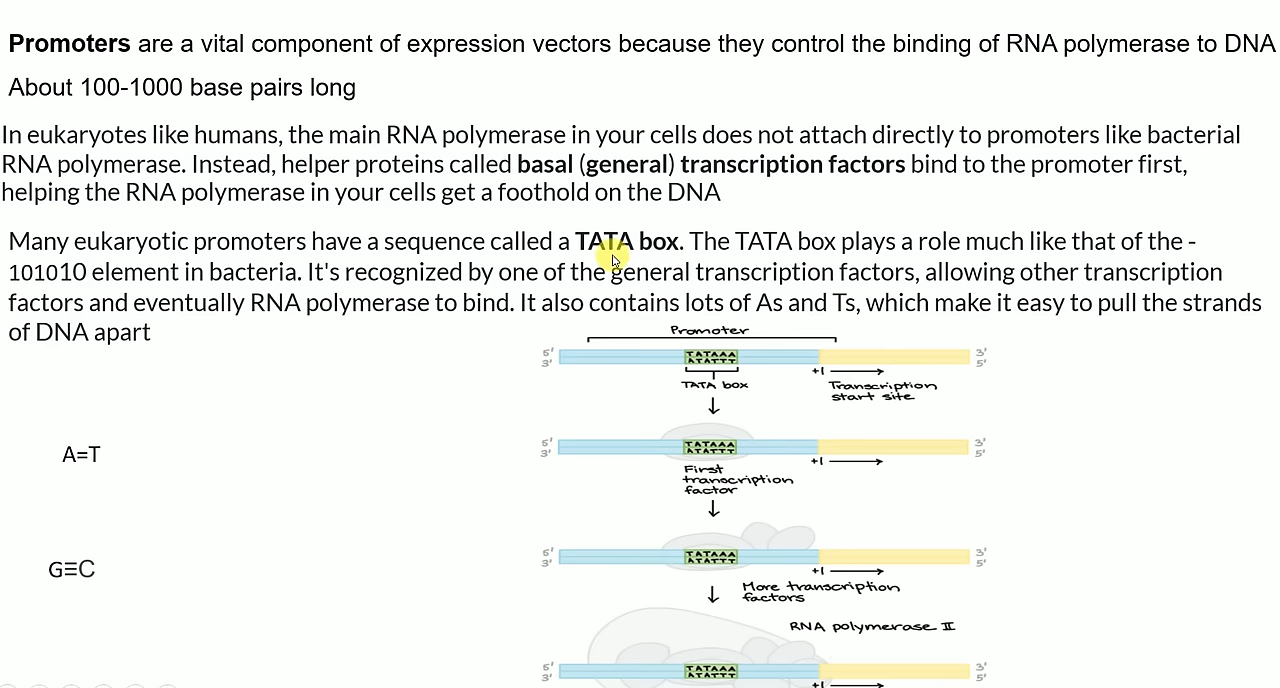 Promoters are a vital component of expression vectors because they control the binding of RNA polymerase to DNA
About 100-1000 base pairs long
In eukaryotes like humans, the main RNA polymerase in your cells does not attach directly to promoters like bacterial
RNA polymerase. Instead, helper proteins called basal (general) transcription factors bind to the promoter first,
helping the RNA polymerase in your cells get a foothold on the DNA
Many eukaryotic promoters have a sequence called a TATA box. The TATA box plays a role much like that of the -
101010 element in bacteria. It's recognized by one of the general transcription factors, allowing other transcription
factors and eventually RNA polymerase to bind. It also contains lots of As and Ts, which make it easy to pull the strands
of DNA apart
Promoter
5' TATAAA 3'
3' ATATTT 5'
+1
TATA box
Transcription
start site
A=T
5' TATAAA 3'
3' ATATTT 5'
+1
First
transcription
factor
G≡C
5' TATAAA 3'
3' ATATTT 5'
+1
More transcription
factors
RNA polymerase II
5' TATAAA 3'
3' ATATTT 5'
+1